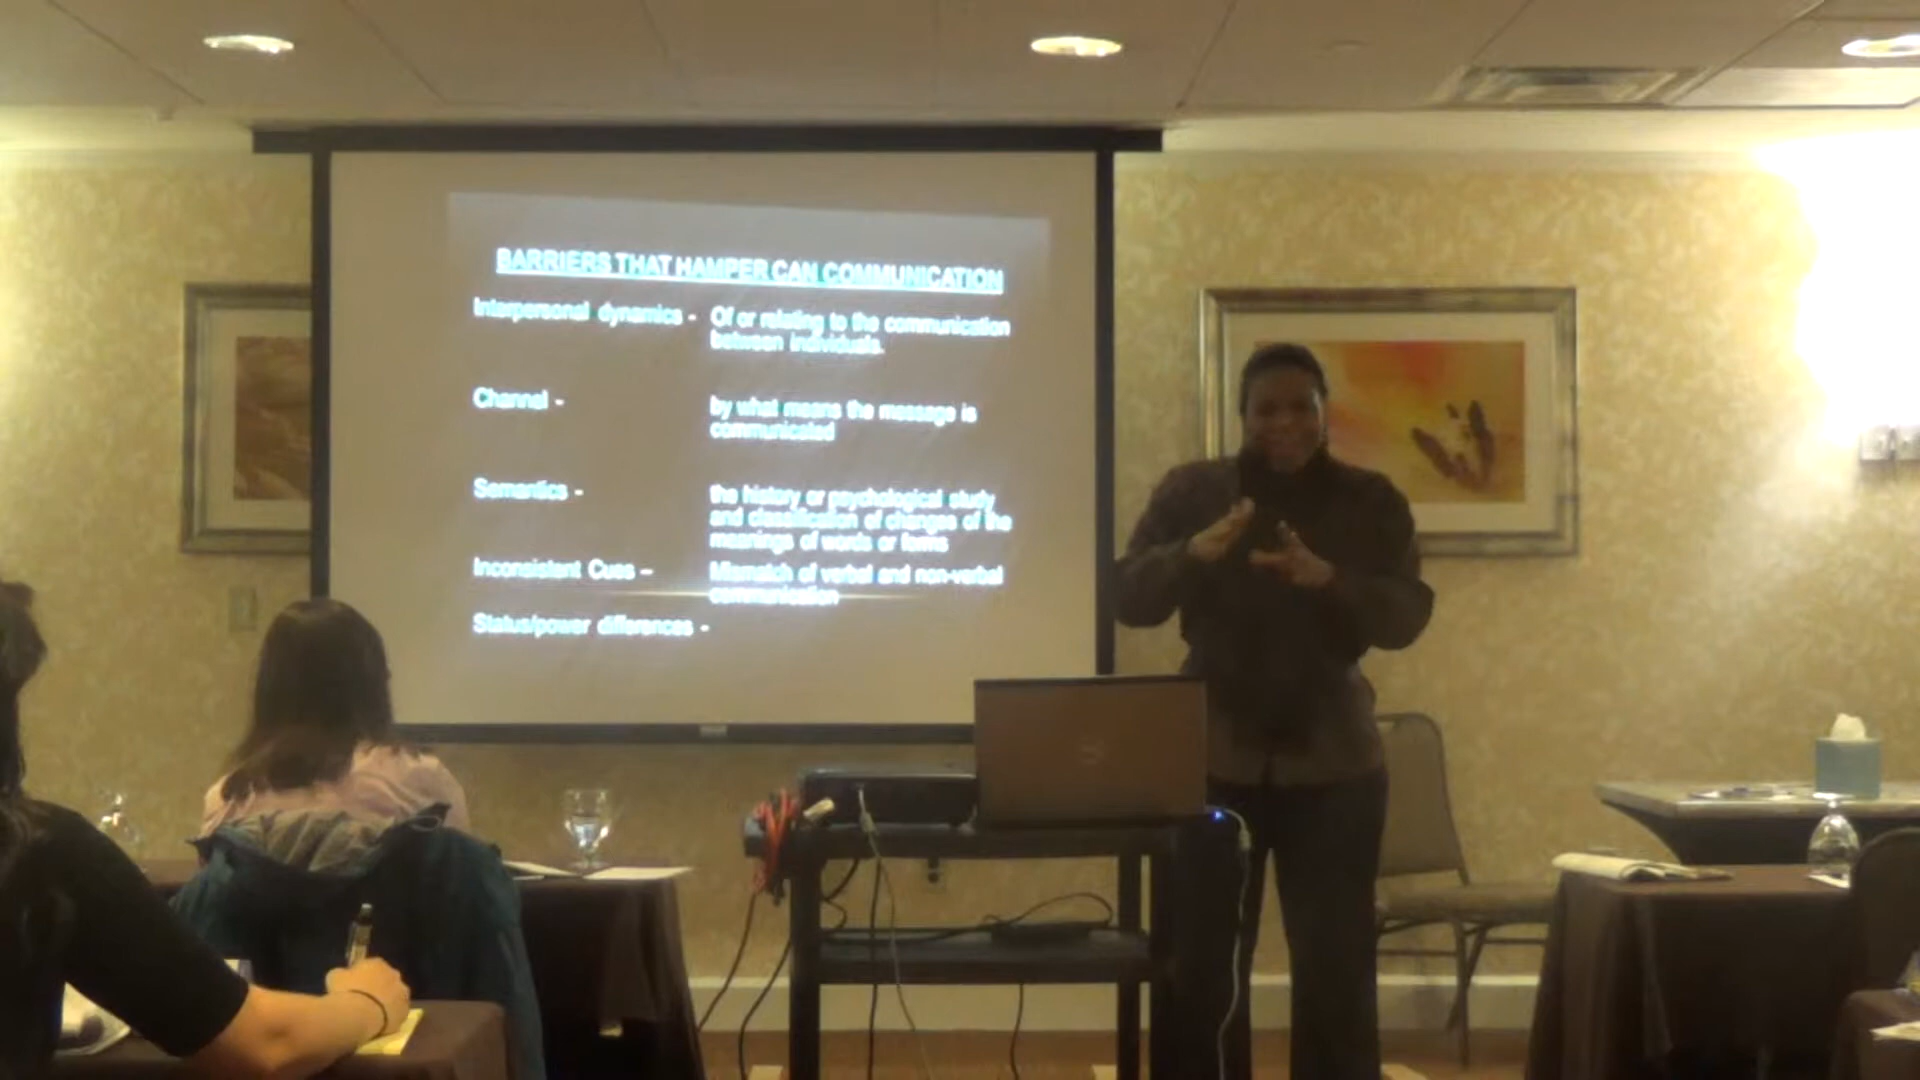 BARRIERS THAT HAMPER CAN COMMUNICATION
Interpersonal dynamics - Of or relating to the communication
between individuals.
Channel - by what means the message is
communicated
Semantics - the history or psychological study
and classification of changes of the
meanings of words or forms
Inconsistent Cues – Mismatch of verbal and non-verbal
communication
Status/power differences -